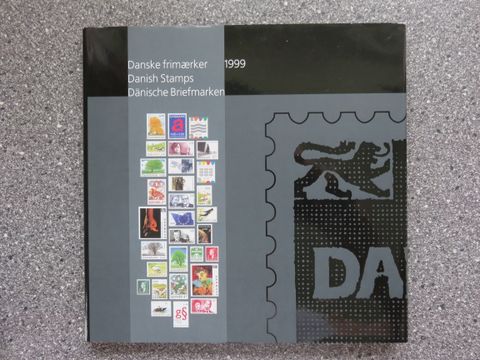 Danske frimærker 1999
Danish Stamps
Dänische Briefmarken
DA
g§